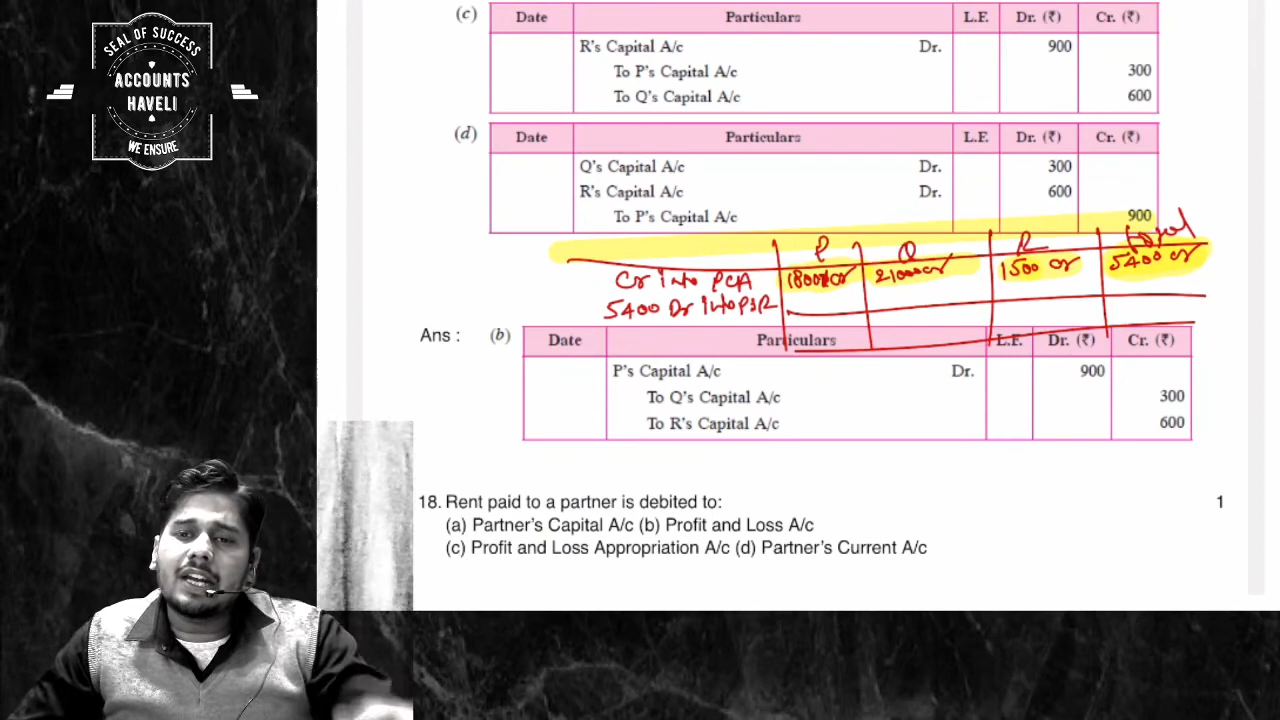 SEAL OF SUCCESS
ACCOUNTS
HAVELI
WE ENSURE
(c) Date Particulars L.F. Dr. (₹) Cr. (₹)
R's Capital A/c Dr. 900
To P's Capital A/c 300
To Q's Capital A/c 600
(d) Date Particulars L.F. Dr. (₹) Cr. (₹)
Q's Capital A/c Dr. 300
R's Capital A/c Dr. 600
To P's Capital A/c 900
P Q R Total
Cr into PCA 1800 cr 21000 cr 1500 cr 5400 cr
5400 Dr into PSR
Ans : (b) Date Particulars L.F. Dr. (₹) Cr. (₹)
P's Capital A/c Dr. 900
To Q's Capital A/c 300
To R's Capital A/c 600
18. Rent paid to a partner is debited to: 1
(a) Partner's Capital A/c (b) Profit and Loss A/c
(c) Profit and Loss Appropriation A/c (d) Partner's Current A/c